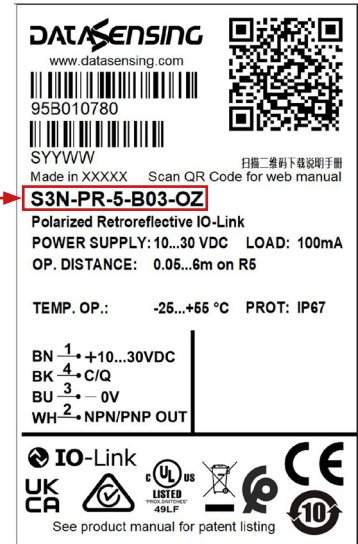 DATASENSING
www.datasensing.com
95B010780
SYYWW
扫描二维码下载说明手册
Made in XXXXX Scan QR Code for web manual
S3N-PR-5-B03-OZ
Polarized Retroreflective IO-Link
POWER SUPPLY: 10...30 VDC LOAD: 100mA
OP. DISTANCE: 0.05...6m on R5
TEMP. OP.: -25...+55 °C PROT: IP67
BN 1 +10...30VDC
BK 4 C/Q
BU 3 — 0V
WH 2 NPN/PNP OUT
IO-Link
UK
CA
c UL us
LISTED
"PROX.SWITCHES"
49LF
CE
10
See product manual for patent listing